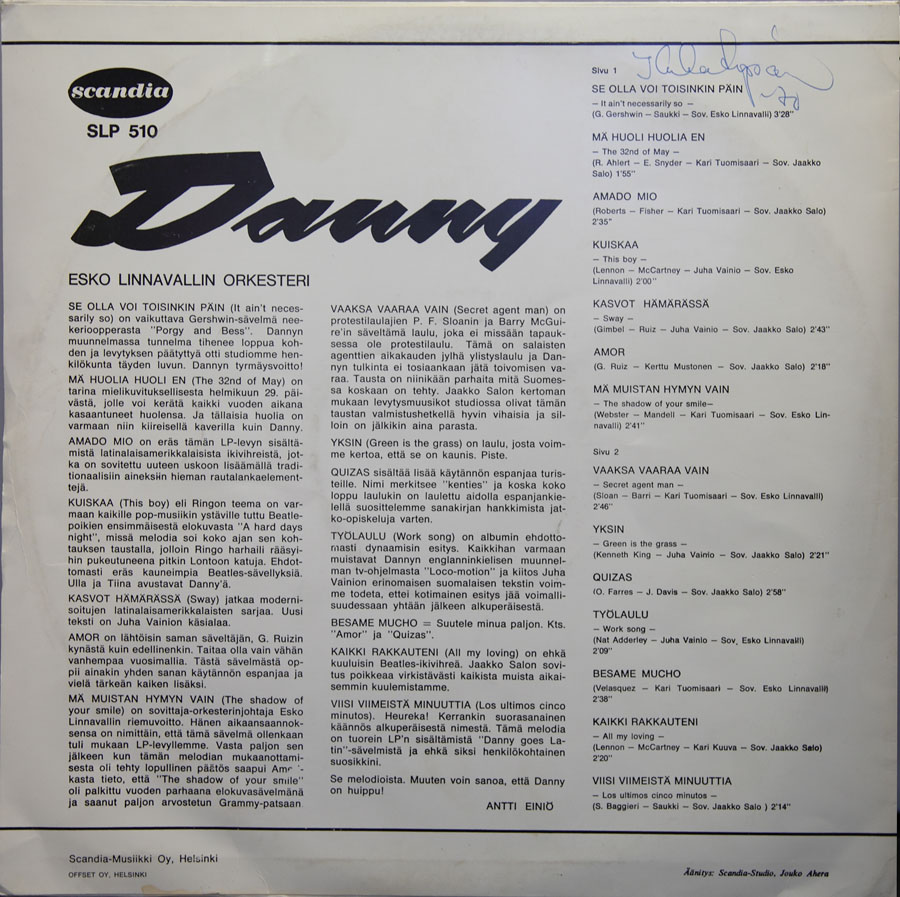 scandia
SLP 510
Danny
ESKO LINNAVALLIN ORKESTERI
SE OLLA VOI TOISINKIN PÄIN (It ain't neces-
sarily so) on vaikuttava Gershwin-sävelmä nee-
kerioopperasta "Porgy and Bess". Dannyn
muunnelmassa tunnelma tihenee loppua koh-
den ja levytyksen päätyttyä otti studiomme hen-
kilökunta täyden luvun. Dannyn tyrmäysvoitto!
MÄ HUOLIA HUOLI EN (The 32nd of May) on
tarina mielikuvituksellisesta helmikuun 29. päi-
västä, jolle voi kerätä kaikki vuoden aikana
kasaantuneet huolensa. Ja tällaisia huolia on
varmaan niin kiireisellä kaverilla kuin Danny.
AMADO MIO on eräs tämän LP-levyn sisältä-
mistä latinalaisamerikkalaisista ikivihreistä, jot-
ka on sovitettu uuteen uskoon lisäämällä tradi-
tionaalisiin aineksiin hieman rautalankaelement-
tejä.
KUISKAA (This boy) eli Ringon teema on var-
maan kaikille pop-musiikin ystäville tuttu Beatle-
poikien ensimmäisestä elokuvasta "A hard days
night", missä melodia soi koko ajan sen koh-
tauksen taustalla, jolloin Ringo harhaili rääsyi-
hin pukeutuneena pitkin Lontoon katuja. Ehdot-
tomasti eräs kauneimpia Beatles-sävellyksiä.
Ulla ja Tiina avustavat Danny'ä.
KASVOT HÄMÄRÄSSÄ (Sway) jatkaa moderni-
soitujen latinalaisamerikkalaisten sarjaa. Uusi
teksti on Juha Vainion käsialaa.
AMOR on lähtöisin saman säveltäjän, G. Ruizin
kynästä kuin edellinenkin. Taitaa olla vain vähän
vanhempaa vuosimallia. Tästä sävelmästä op-
pii ainakin yhden sanan käytännön espanjaa ja
vielä tärkeän kaiken lisäksi.
MÄ MUISTAN HYMYN VAIN (The shadow of
your smile) on sovittaja-orkesterinjohtaja Esko
Linnavallin riemuvoitto. Hänen aikaansaannok-
sensa on nimittäin, että tämä sävelmä ollenkaan
tuli mukaan LP-levyllemme. Vasta paljon sen
jälkeen kun tämän melodian mukaanottami-
sesta oli tehty lopullinen päätös saapui Ame -
kasta tieto, että "The shadow of your smile"
oli palkittu vuoden parhaana elokuvasävelmänä
ja saanut paljon arvostetun Grammy-patsaan.
VAAKSA VAARAA VAIN (Secret agent man) on
protestilaulajien P. F. Sloanin ja Barry McGui-
re'in säveltämä laulu, joka ei missään tapauk-
sessa ole protestilaulu. Tämä on salaisten
agenttien aikakauden jylhä ylistyslaulu ja Dan-
nyn tulkinta ei tosiaankaan jätä toivomisen va-
raa. Tausta on niinikään parhaita mitä Suomes-
sa koskaan on tehty. Jaakko Salon kertoman
mukaan levytysmuusikot studiossa olivat tämän
taustan valmistushetkellä hyvin vihaisia ja sil-
loin on jälkikin aina parasta.
YKSIN (Green is the grass) on laulu, josta voim-
me kertoa, että se on kaunis. Piste.
QUIZAS sisältää lisää käytännön espanjaa turis-
teille. Nimi merkitsee "kenties" ja koska koko
loppu laulukin on laulettu aidolla espanjankie-
lellä suosittelemme sanakirjan hankkimista jat-
ko-opiskeluja varten.
TYÖLAULU (Work song) on albumin ehdotto-
masti dynaamisin esitys. Kaikkihan varmaan
muistavat Dannyn englanninkielisen muunnel-
man tv-ohjelmasta "Loco-motion" ja kiitos Juha
Vainion erinomaisen suomalaisen tekstin voim-
me todeta, ettei kotimainen esitys jää voimalli-
suudessaan yhtään jälkeen alkuperäisestä.
BESAME MUCHO = Suutele minua paljon. Kts.
"Amor" ja "Quizas".
KAIKKI RAKKAUTENI (All my loving) on ehkä
kuuluisin Beatles-ikivihreä. Jaakko Salon sovi-
tus poikkeaa virkistävästi kaikista muista aikai-
semmin kuulemistamme.
VIISI VIIMEISTÄ MINUUTTIA (Los ultimos cinco
minutos). Heureka! Kerrankin suorasanainen
käännös alkuperäisestä nimestä. Tämä melodia
on tuorein LP'n sisältämistä "Danny goes La-
tin"-sävelmistä ja ehkä siksi henkilökohtainen
suosikkini.
Se melodioista. Muuten voin sanoa, että Danny
on huippu!
ANTTI EINIÖ
Sivu 1
SE OLLA VOI TOISINKIN PÄIN
– It ain't necessarily so –
(G. Gershwin – Saukki – Sov. Esko Linnavalli) 3'28"
MÄ HUOLI HUOLIA EN
– The 32nd of May –
(R. Ahlert – E. Snyder – Kari Tuomisaari – Sov. Jaakko
Salo) 1'55"
AMADO MIO
(Roberts – Fisher – Kari Tuomisaari – Sov. Jaakko Salo)
2'35"
KUISKAA
– This boy –
(Lennon – McCartney – Juha Vainio – Sov. Esko
Linnavalli) 2'00"
KASVOT HÄMÄRÄSSÄ
– Sway –
(Gimbel – Ruiz – Juha Vainio – Sov. Jaakko Salo) 2'43"
AMOR
(G. Ruiz – Kerttu Mustonen – Sov. Jaakko Salo) 2'18"
MÄ MUISTAN HYMYN VAIN
– The shadow of your smile–
(Webster – Mandell – Kari Tuomisaari – Sov. Esko Lin-
navalli) 2'41"
Sivu 2
VAAKSA VAARAA VAIN
– Secret agent man –
(Sloan – Barri – Kari Tuomisaari – Sov. Esko Linnavalli)
2'46"
YKSIN
– Green is the grass –
(Kenneth King – Juha Vainio – Sov. Jaakko Salo) 2'21"
QUIZAS
(O. Farres – J. Davis – Sov. Jaakko Salo) 2'58"
TYÖLAULU
– Work song –
(Nat Adderley – Juha Vainio – Sov. Esko Linnavalli)
2'09"
BESAME MUCHO
(Velasquez – Kari Tuomisaari – Sov. Esko Linnavalli)
2'38"
KAIKKI RAKKAUTENI
– All my loving –
(Lennon – McCartney – Kari Kuuva – Sov. Jaakko Salo)
2'20"
VIISI VIIMEISTÄ MINUUTTIA
– Los ultimos cinco minutos –
(S. Baggieri – Saukki – Sov. Jaakko Salo ) 2'14"
Scandia-Musiikki Oy, Helsinki
OFFSET OY, HELSINKI
Äänitys: Scandia-Studio, Jouko Ahera